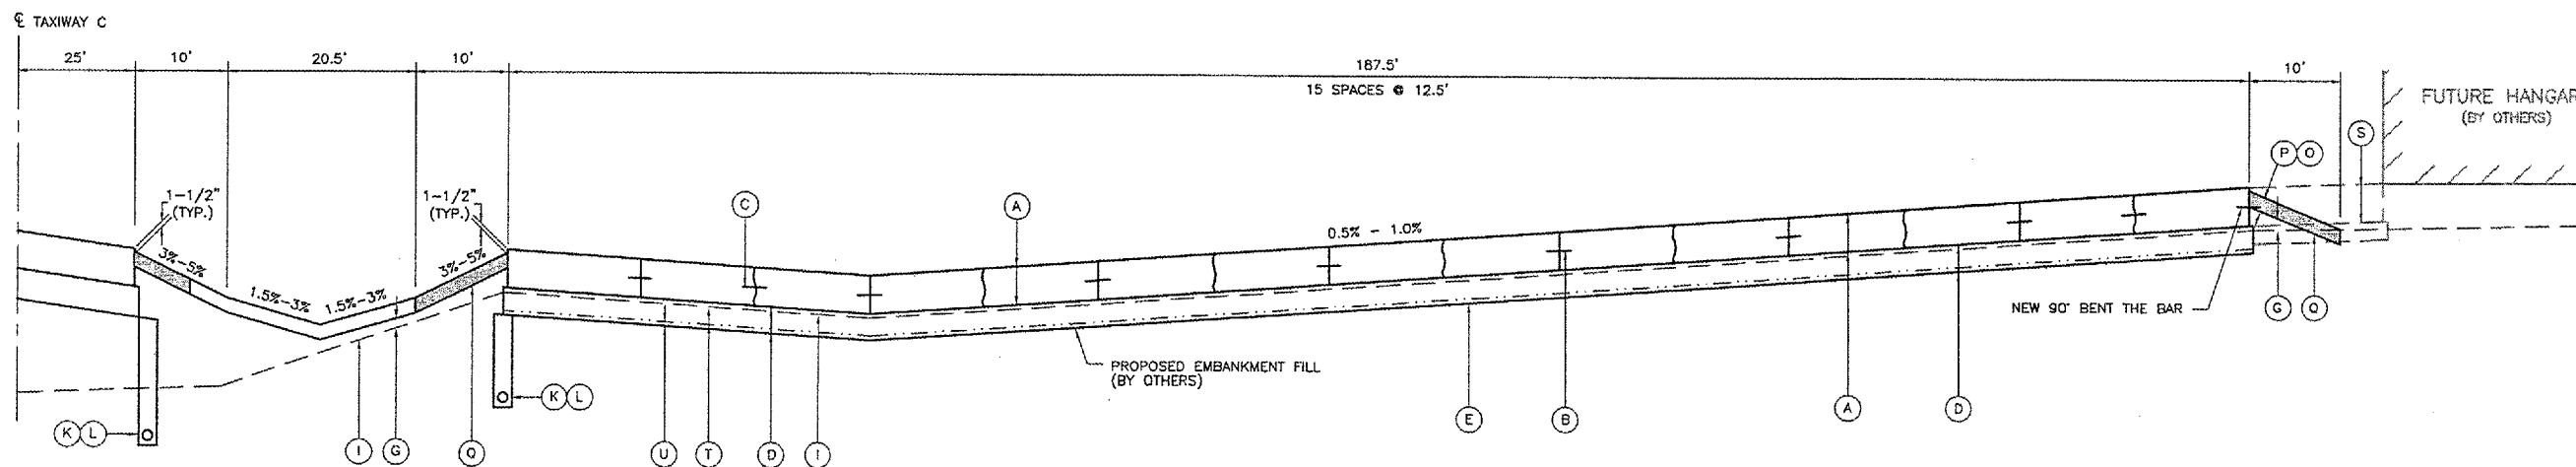 ℄ TAXIWAY C
25'
10'
20.5'
10'
187.5'
15 SPACES @ 12.5'
10'
FUTURE HANGAR
(BY OTHERS)
S
P O
1-1/2"
(TYP.)
1-1/2"
(TYP.)
C
A
3%-5%
1.5%-3%
1.5%-3%
3%-5%
0.5% - 1.0%
NEW 90° BENT THE BAR
G
Q
PROPOSED EMBANKMENT FILL
(BY OTHERS)
K L
K L
I
G
Q
U
T
D
I
E
B
A
D